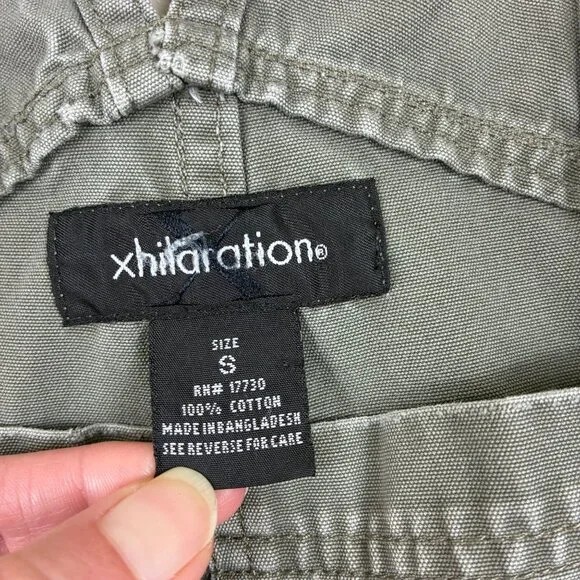 xhilaration®
SIZE
S
RN# 17730
100% COTTON
MADE IN BANGLADESH
SEE REVERSE FOR CARE